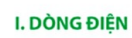 I. DÒNG ĐIỆN